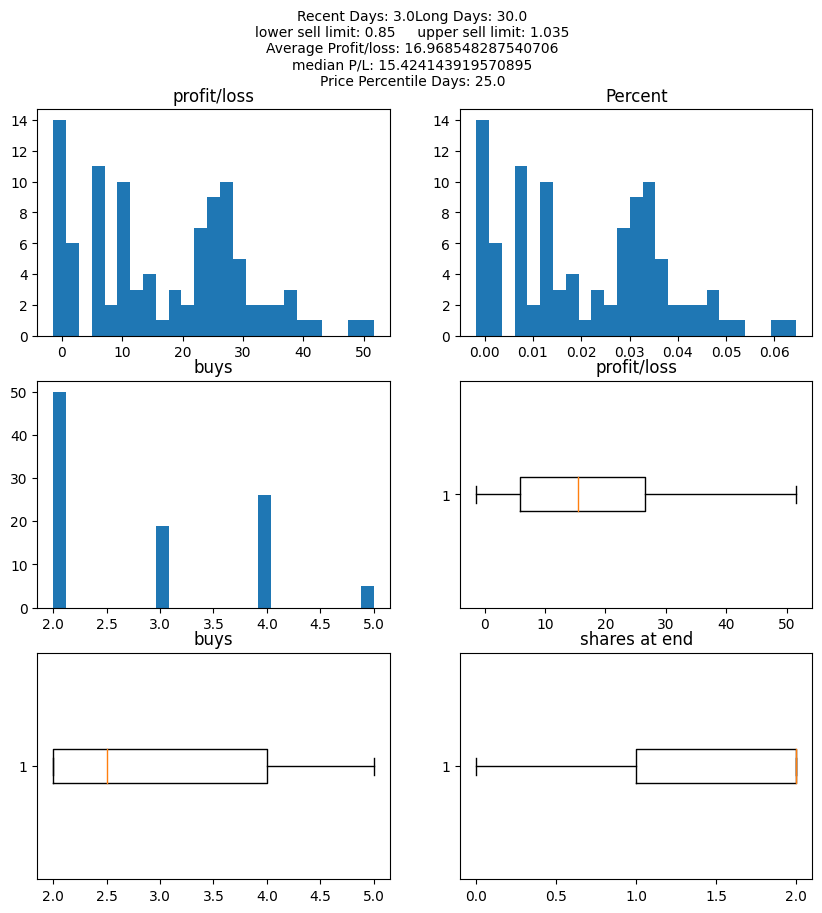 Recent Days: 3.0Long Days: 30.0
lower sell limit: 0.85     upper sell limit: 1.035
Average Profit/loss: 16.968548287540706
median P/L: 15.424143919570895
Price Percentile Days: 25.0
profit/loss
14
12
10
8
6
4
2
0
0 10 20 30 40 50
Percent
14
12
10
8
6
4
2
0
0.00 0.01 0.02 0.03 0.04 0.05 0.06
buys
50
40
30
20
10
0
2.0 2.5 3.0 3.5 4.0 4.5 5.0
profit/loss
1
0 10 20 30 40 50
buys
1
2.0 2.5 3.0 3.5 4.0 4.5 5.0
shares at end
1
0.0 0.5 1.0 1.5 2.0